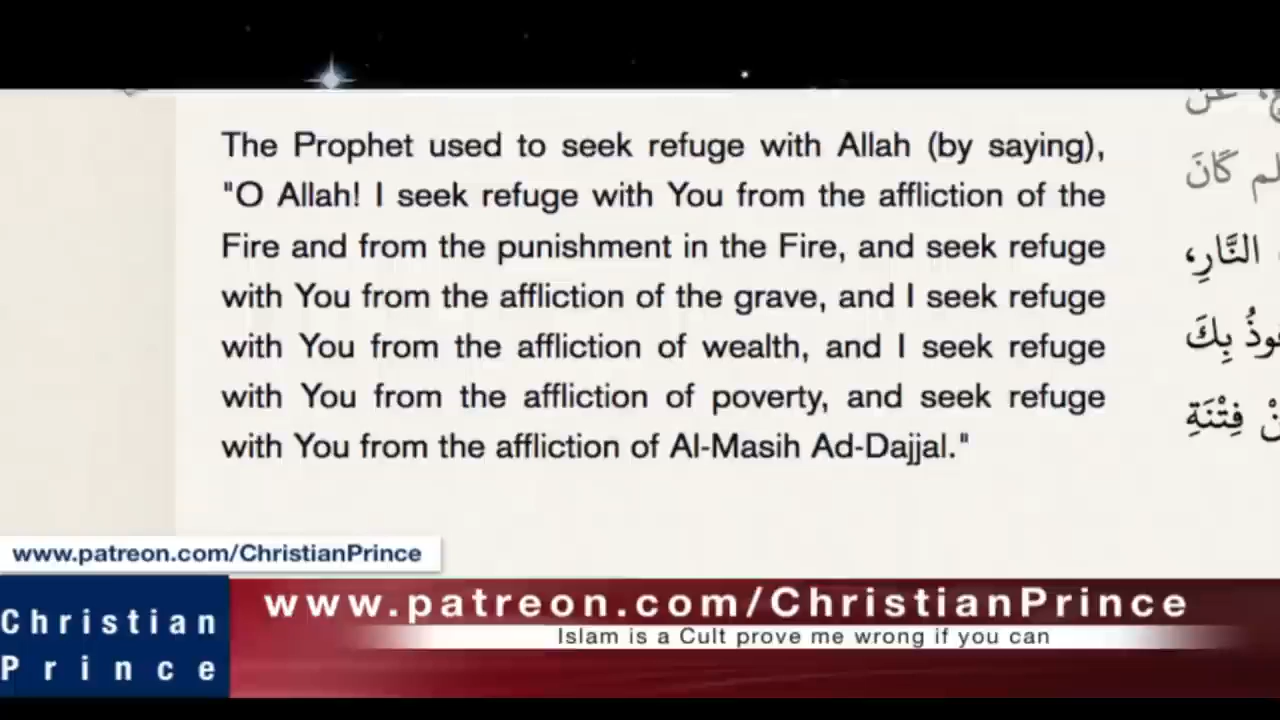 The Prophet used to seek refuge with Allah (by saying),
"O Allah! I seek refuge with You from the affliction of the
Fire and from the punishment in the Fire, and seek refuge
with You from the affliction of the grave, and I seek refuge
with You from the affliction of wealth, and I seek refuge
with You from the affliction of poverty, and seek refuge
with You from the affliction of Al-Masih Ad-Dajjal."
عَنْ
كَانَ
النَّارِ،
بِكَ
فِتْنَةِ
www.patreon.com/ChristianPrince
Christian
Prince
www.patreon.com/ChristianPrince
Islam is a Cult prove me wrong if you can